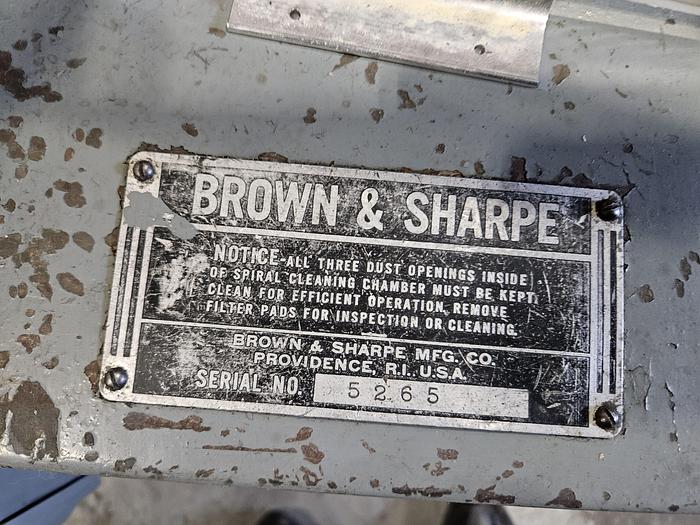 BROWN & SHARPE
NOTICE-ALL THREE DUST OPENINGS INSIDE
OF SPIRAL CLEANING CHAMBER MUST BE KEPT
CLEAN FOR EFFICIENT OPERATION. REMOVE
FILTER PADS FOR INSPECTION OR CLEANING.
BROWN & SHARPE MFG. CO.
PROVIDENCE, R.I. U.S.A.
SERIAL NO 5265